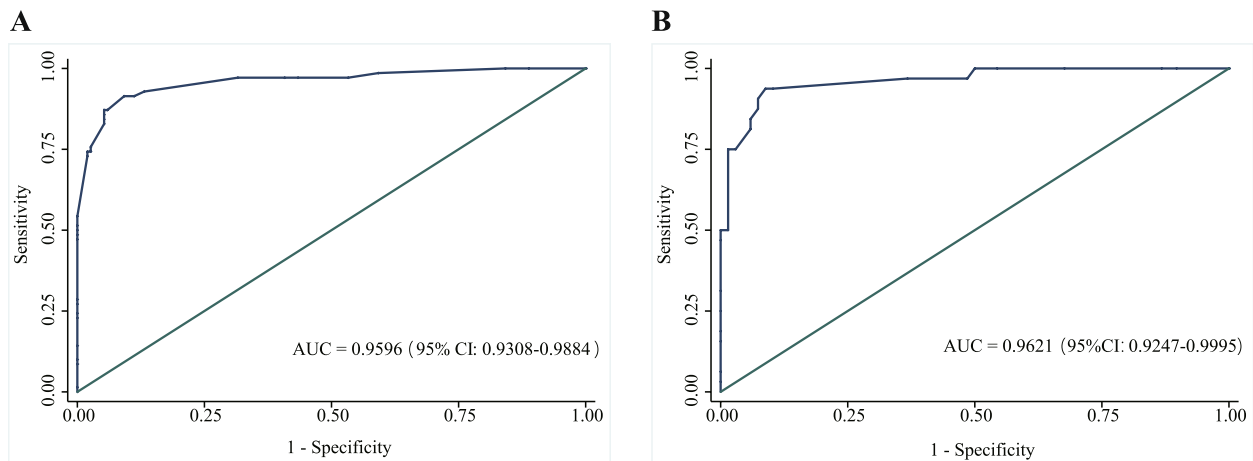 A
1.00
0.75
0.50
0.25
0.00
Sensitivity
AUC = 0.9596 (95% CI: 0.9308-0.9884)
0.00 0.25 0.50 0.75 1.00
1 - Specificity
B
1.00
0.75
0.50
0.25
0.00
Sensitivity
AUC = 0.9621 (95%CI: 0.9247-0.9995)
0.00 0.25 0.50 0.75 1.00
1 - Specificity